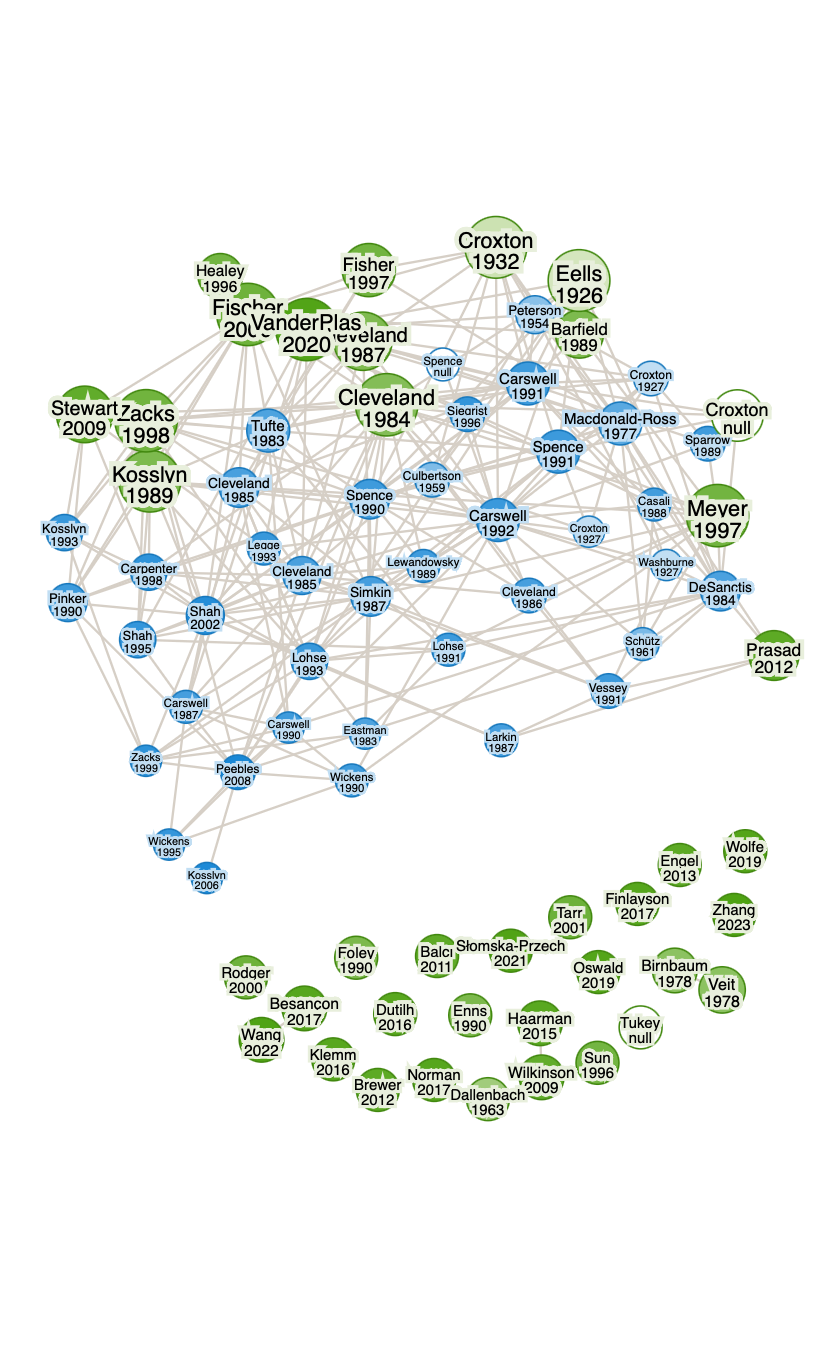 Croxton
1932
Healey
1996
Fisher
1997
Eells
1926
Fischer
200
VanderPlas
2020
Cleveland
1987
Peterson
1954
Barfield
1989
Spence
null
Carswell
1991
Croxton
1927
Stewart
2009
Zacks
1998
Cleveland
1984
Siegrist
1996
Macdonald-Ross
1977
Croxton
null
Tufte
1983
Sparrow
1989
Spence
1991
Kosslyn
1989
Cleveland
1985
Spence
1990
Culbertson
1959
Casali
1988
Meyer
1997
Carswell
1992
Croxton
1927
Kosslyn
1993
Legge
1993
Carpenter
1998
Cleveland
1985
Lewandowsky
1989
Washburne
1927
Pinker
1990
Shah
2002
Simkin
1987
Cleveland
1986
DeSanctis
1984
Shah
1995
Lohse
1993
Lohse
1991
Schütz
1961
Prasad
2012
Carswell
1987
Vessey
1991
Carswell
1990
Eastman
1983
Larkin
1987
Zacks
1999
Peebles
2008
Wickens
1990
Wickens
1995
Kosslyn
2006
Engel
2013
Wolfe
2019
Finlayson
2017
Tarr
2001
Zhang
2023
Foley
1990
Balcı
2011
Słomska-Przech
2021
Rodger
2000
Oswald
2019
Birnbaum
1978
Veit
1978
Besançon
2017
Dutilh
2016
Enns
1990
Haarman
2015
Tukey
null
Wang
2022
Klemm
2016
Brewer
2012
Norman
2017
Dallenbach
1963
Wilkinson
2009
Sun
1996